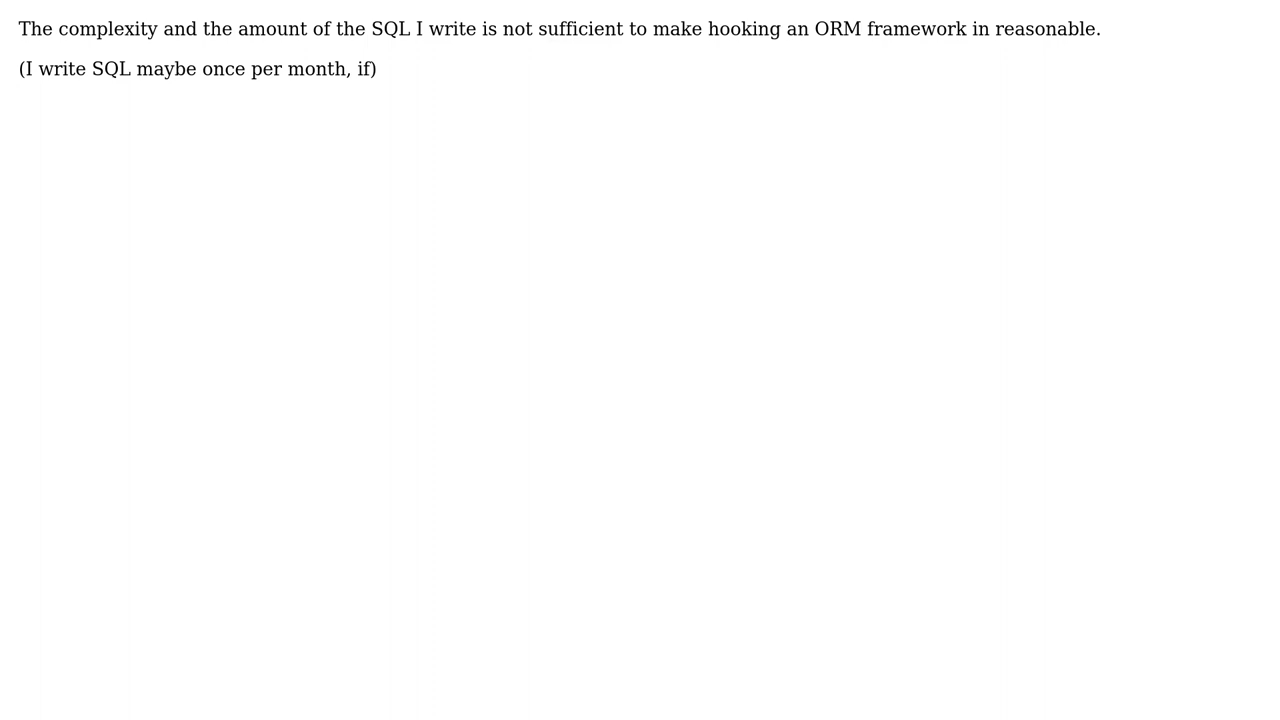 The complexity and the amount of the SQL I write is not sufficient to make hooking an ORM framework in reasonable.
(I write SQL maybe once per month, if)